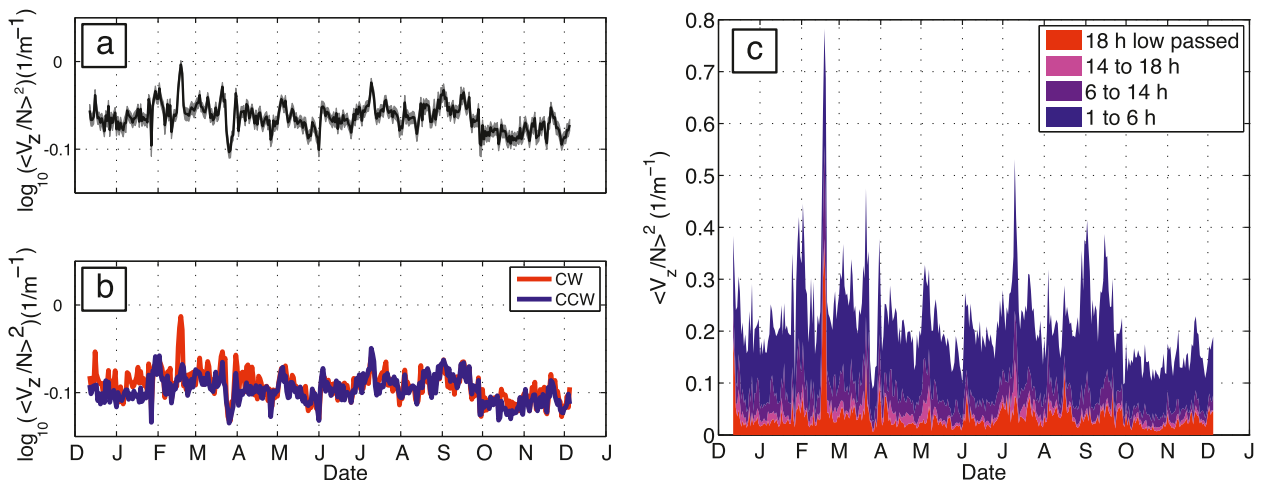 a
log10(<Vz/N>²)(1/m⁻¹)
0
-0.1
D J F M A M J J A S O N D J
b
CW
CCW
log10(<Vz/N>²)(1/m⁻¹)
0
-0.1
D J F M A M J J A S O N D J
Date
c
18 h low passed
14 to 18 h
6 to 14 h
1 to 6 h
<Vz/N>² (1/m⁻¹)
0.8
0.7
0.6
0.5
0.4
0.3
0.2
0.1
0
D J F M A M J J A S O N D J
Date